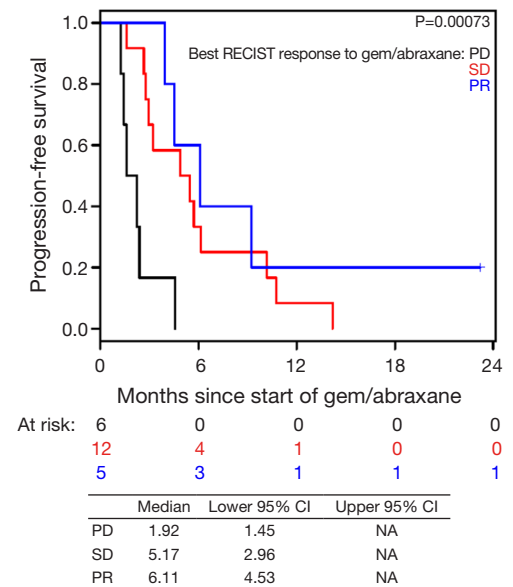 P=0.00073
Best RECIST response to gem/abraxane: PD
SD
PR
Progression-free survival
1.0
0.8
0.6
0.4
0.2
0.0
0 6 12 18 24
Months since start of gem/abraxane
At risk: 6 0 0 0 0
12 4 1 0 0
5 3 1 1 1
Median Lower 95% CI Upper 95% CI
PD 1.92 1.45 NA
SD 5.17 2.96 NA
PR 6.11 4.53 NA